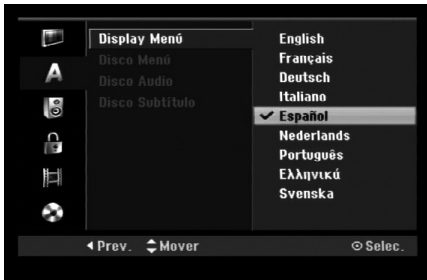 A
Display Menú
Disco Menú
Disco Audio
Disco Subtítulo
English
Français
Deutsch
Italiano
Español
Nederlands
Português
Ελληνικú
Svenska
Prev.
Mover
Selec.